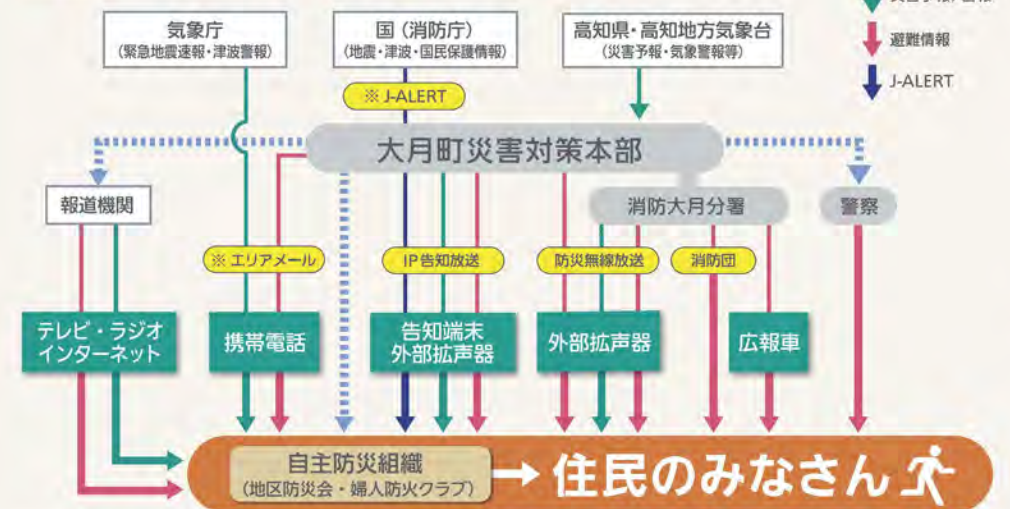 気象庁
(緊急地震速報・津波警報)
国(消防庁)
(地震・津波・国民保護情報)
高知県・高知地方気象台
(災害予報・気象警報等)
避難情報
J-ALERT
※ J-ALERT
大月町災害対策本部
報道機関
消防大月分署
警察
※ エリアメール
IP告知放送
防災無線放送
消防団
テレビ・ラジオ
インターネット
携帯電話
告知端末
外部拡声器
外部拡声器
広報車
自主防災組織
(地区防災会・婦人防火クラブ)
住民のみなさん